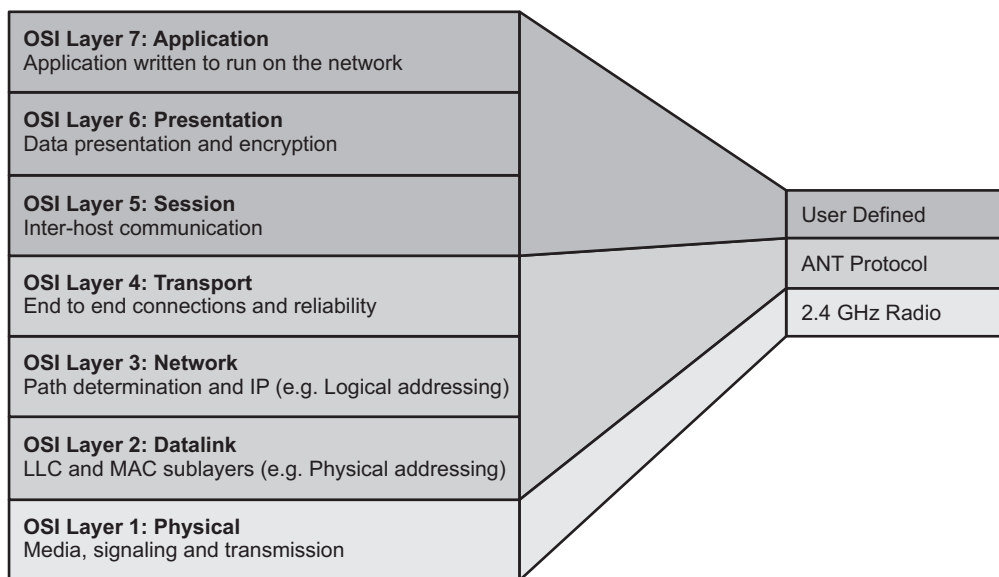 OSI Layer 7: Application
Application written to run on the network
OSI Layer 6: Presentation
Data presentation and encryption
OSI Layer 5: Session
Inter-host communication
OSI Layer 4: Transport
End to end connections and reliability
OSI Layer 3: Network
Path determination and IP (e.g. Logical addressing)
OSI Layer 2: Datalink
LLC and MAC sublayers (e.g. Physical addressing)
OSI Layer 1: Physical
Media, signaling and transmission
User Defined
ANT Protocol
2.4 GHz Radio